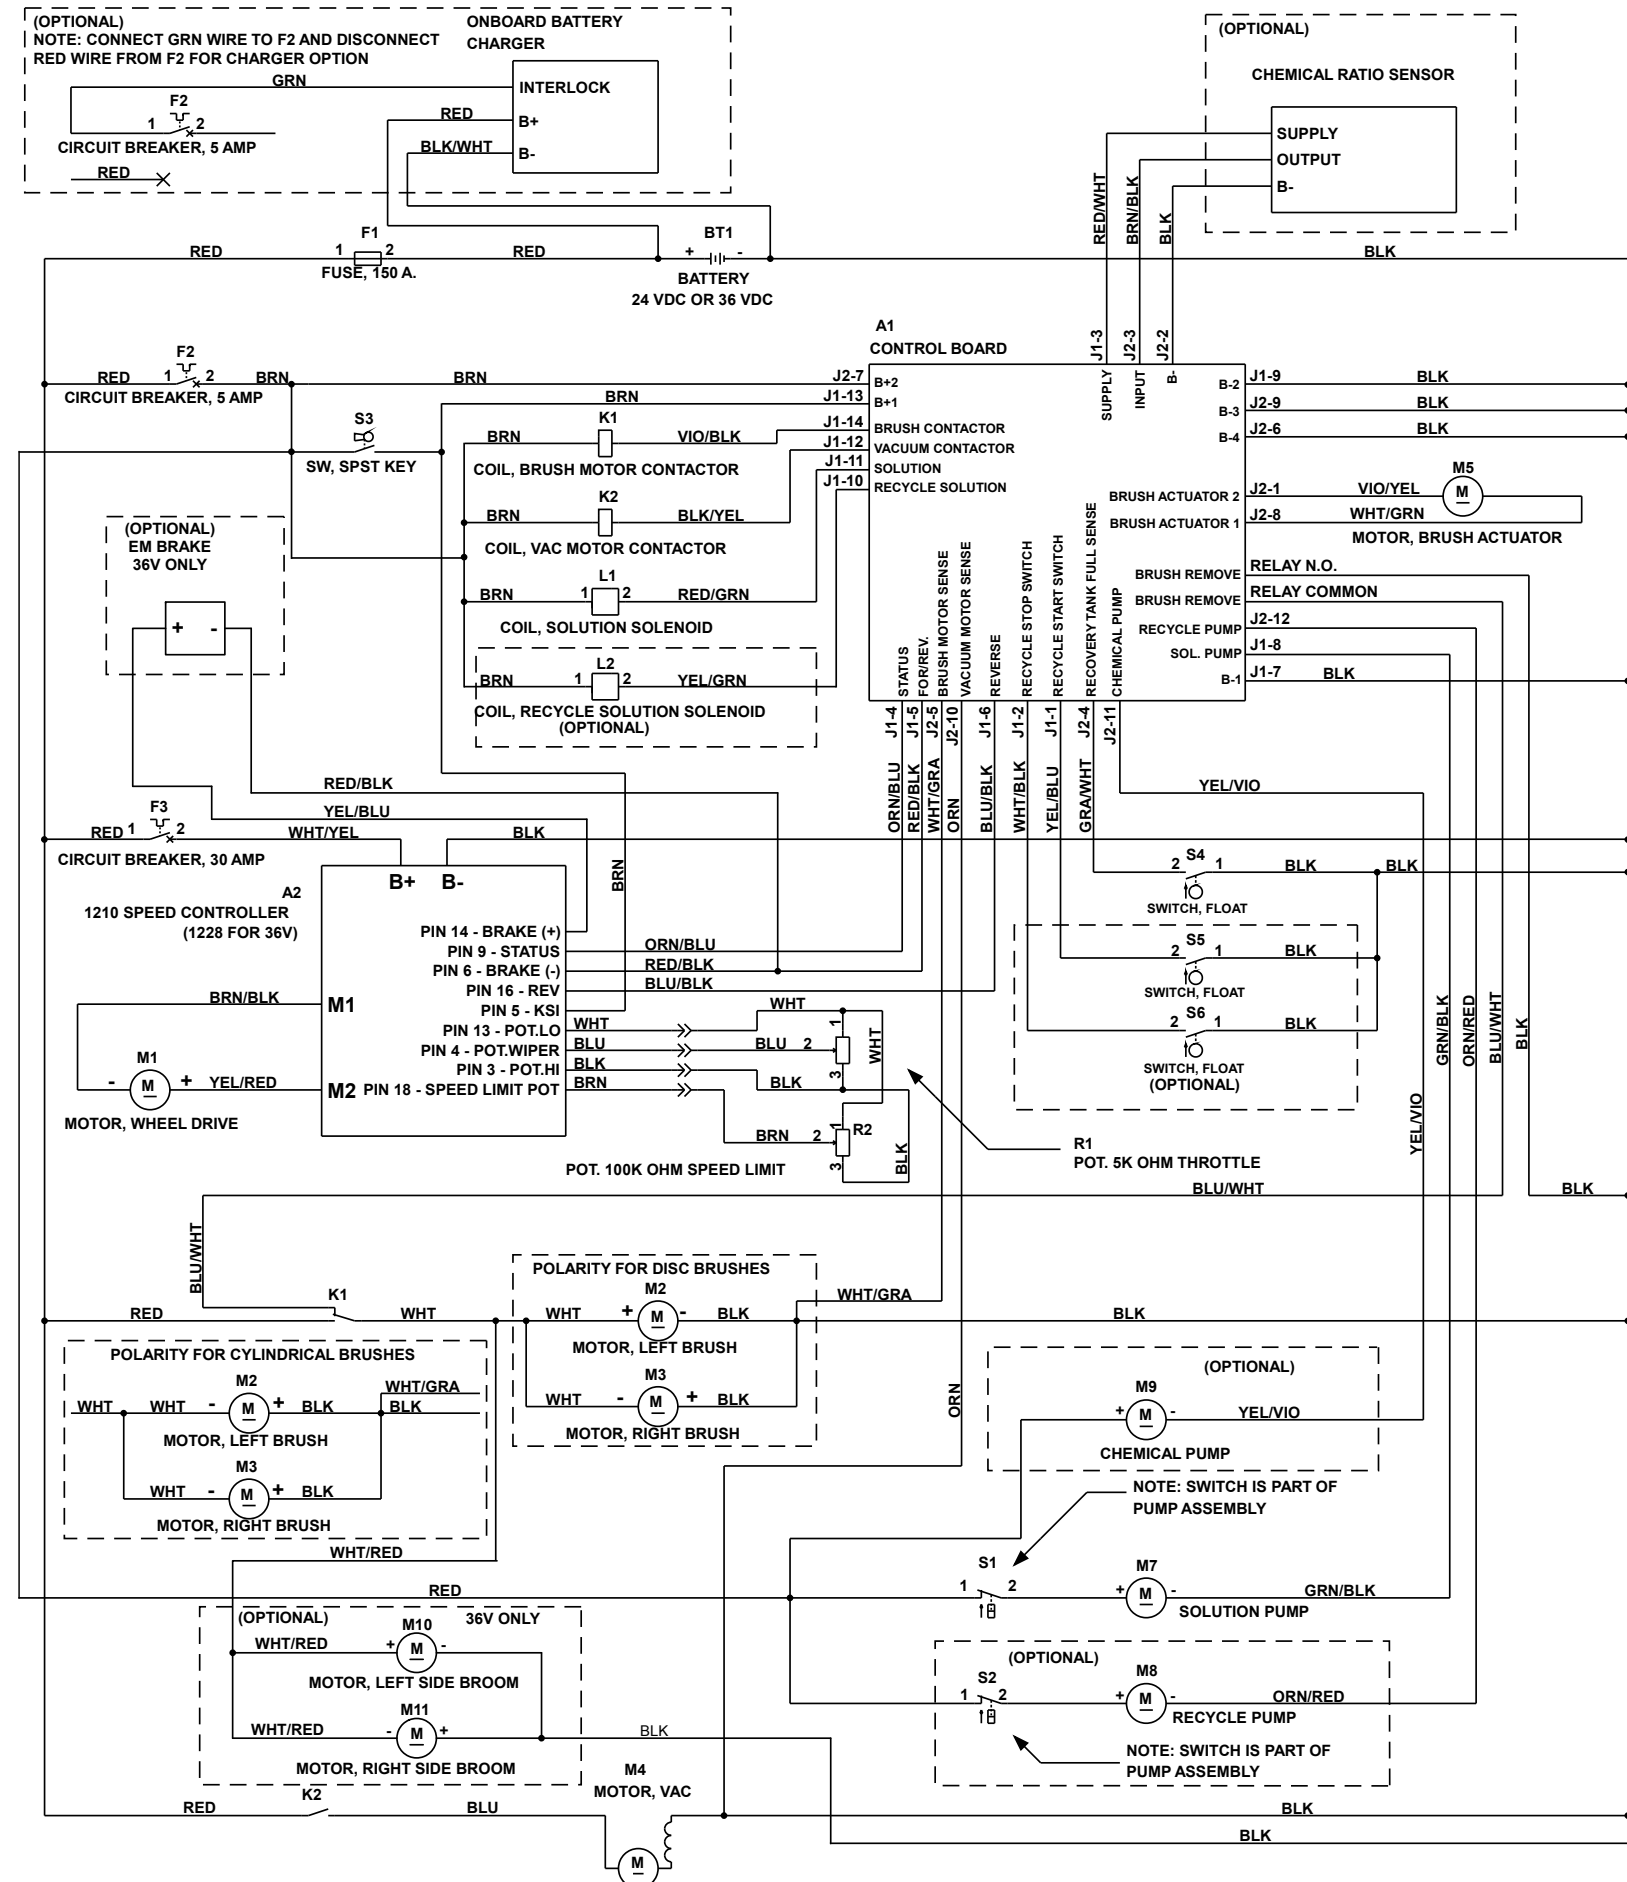 (OPTIONAL)
NOTE: CONNECT GRN WIRE TO F2 AND DISCONNECT
RED WIRE FROM F2 FOR CHARGER OPTION
ONBOARD BATTERY
CHARGER
GRN
INTERLOCK
F2
1 2
CIRCUIT BREAKER, 5 AMP
RED
B+
BLK/WHT
B-
RED
(OPTIONAL)
CHEMICAL RATIO SENSOR
SUPPLY
OUTPUT
B-
RED/WHT
BRN/BLK
BLK
RED
F1
1 2
FUSE, 150 A.
RED
BT1
+ -
BATTERY
24 VDC OR 36 VDC
BLK
A1
CONTROL BOARD
J1-3
J2-3
J2-2
SUPPLY
INPUT
B-
F2
RED
1 2
BRN
BRN
CIRCUIT BREAKER, 5 AMP
J2-7
B+2
BRN
J1-13
B+1
S3
SW, SPST KEY
BRN
K1
VIO/BLK
COIL, BRUSH MOTOR CONTACTOR
J1-14
BRUSH CONTACTOR
J1-12
VACUUM CONTACTOR
J1-11
SOLUTION
J1-10
RECYCLE SOLUTION
BRN
K2
BLK/YEL
COIL, VAC MOTOR CONTACTOR
BRN
L1
1 2
RED/GRN
COIL, SOLUTION SOLENOID
BRN
L2
1 2
YEL/GRN
COIL, RECYCLE SOLUTION SOLENOID
(OPTIONAL)
B-2
J1-9
BLK
B-3
J2-9
BLK
B-4
J2-6
BLK
BRUSH ACTUATOR 2
J2-1
VIO/YEL
M5
M
BRUSH ACTUATOR 1
J2-8
WHT/GRN
MOTOR, BRUSH ACTUATOR
BRUSH REMOVE
RELAY N.O.
BRUSH REMOVE
RELAY COMMON
RECYCLE PUMP
J2-12
SOL. PUMP
J1-8
B-1
J1-7
BLK
STATUS
FOR/REV.
BRUSH MOTOR SENSE
VACUUM MOTOR SENSE
REVERSE
RECYCLE STOP SWITCH
RECYCLE START SWITCH
RECOVERY TANK FULL SENSE
CHEMICAL PUMP
J1-4
J1-5
J2-5
J2-10
J1-6
J1-2
J1-1
J2-4
J2-11
ORN/BLU
RED/BLK
WHT/GRA
ORN
BLU/BLK
WHT/BLK
YEL/BLU
GRA/WHT
YEL/VIO
(OPTIONAL)
EM BRAKE
36V ONLY
+ -
RED/BLK
YEL/BLU
F3
RED 1 2
WHT/YEL
BLK
CIRCUIT BREAKER, 30 AMP
BRN
A2
1210 SPEED CONTROLLER
(1228 FOR 36V)
B+ B-
PIN 14 - BRAKE (+)
PIN 9 - STATUS
ORN/BLU
PIN 6 - BRAKE (-)
RED/BLK
PIN 16 - REV
BLU/BLK
PIN 5 - KSI
PIN 13 - POT.LO
WHT
WHT
PIN 4 - POT.WIPER
BLU
BLU 2
PIN 3 - POT.HI
BLK
BLK
PIN 18 - SPEED LIMIT POT
BRN
BRN 2
1
3
WHT
1
3
R2
BLK
POT. 100K OHM SPEED LIMIT
R1
POT. 5K OHM THROTTLE
M1
M2
BRN/BLK
M1
- M +
YEL/RED
MOTOR, WHEEL DRIVE
S4
2 1
BLK
BLK
SWITCH, FLOAT
S5
2 1
BLK
SWITCH, FLOAT
S6
2 1
BLK
SWITCH, FLOAT
(OPTIONAL)
YEL/VIO
GRN/BLK
ORN/RED
BLU/WHT
BLK
BLU/WHT
BLK
BLU/WHT
RED
K1
WHT
POLARITY FOR DISC BRUSHES
WHT
M2
+ M -
BLK
MOTOR, LEFT BRUSH
WHT
M3
- M +
BLK
MOTOR, RIGHT BRUSH
WHT/GRA
BLK
POLARITY FOR CYLINDRICAL BRUSHES
WHT
WHT
M2
- M +
BLK
WHT/GRA
BLK
MOTOR, LEFT BRUSH
WHT
M3
- M +
BLK
MOTOR, RIGHT BRUSH
WHT/RED
ORN
(OPTIONAL)
M9
+ M -
YEL/VIO
CHEMICAL PUMP
NOTE: SWITCH IS PART OF
PUMP ASSEMBLY
RED
S1
1 2
M7
+ M -
GRN/BLK
SOLUTION PUMP
(OPTIONAL) 36V ONLY
WHT/RED
M10
+ M -
MOTOR, LEFT SIDE BROOM
WHT/RED
M11
- M +
BLK
MOTOR, RIGHT SIDE BROOM
(OPTIONAL)
S2
1 2
M8
+ M -
ORN/RED
RECYCLE PUMP
NOTE: SWITCH IS PART OF
PUMP ASSEMBLY
M4
MOTOR, VAC
RED
K2
BLU
M
BLK
BLK